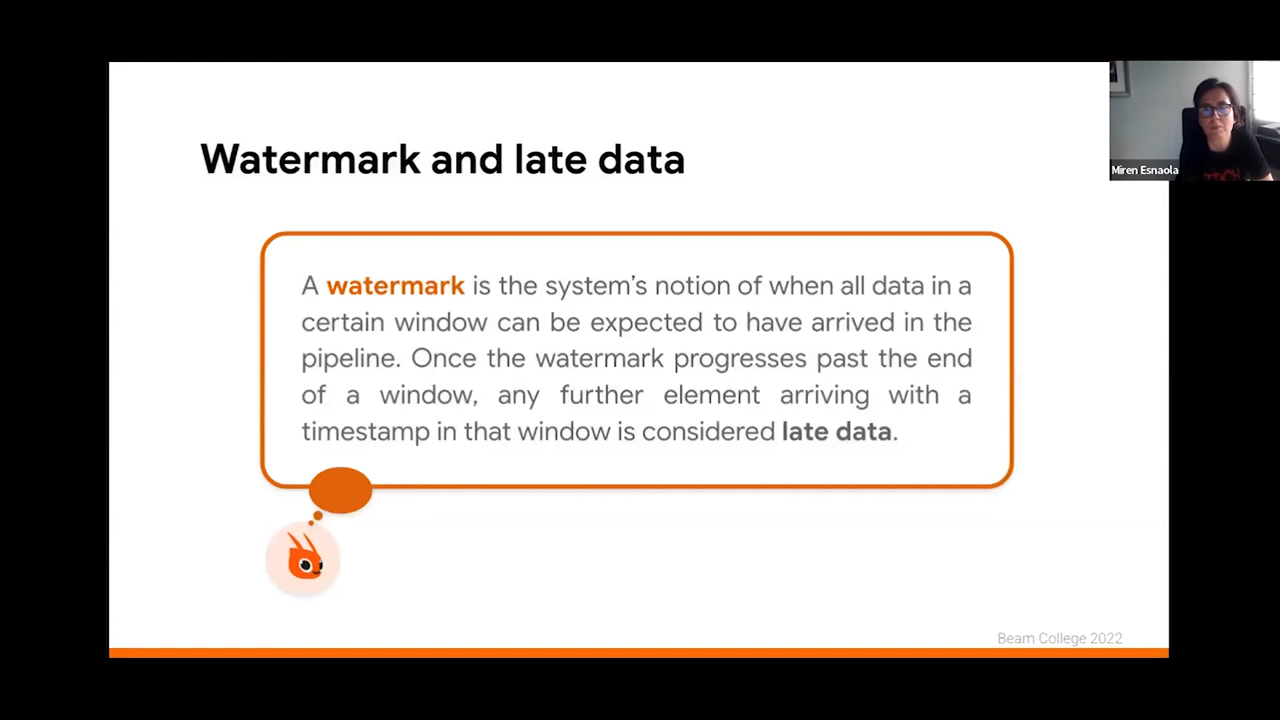 Watermark and late data
Miren Esnaola
A watermark is the system's notion of when all data in a
certain window can be expected to have arrived in the
pipeline. Once the watermark progresses past the end
of a window, any further element arriving with a
timestamp in that window is considered late data.
Beam College 2022